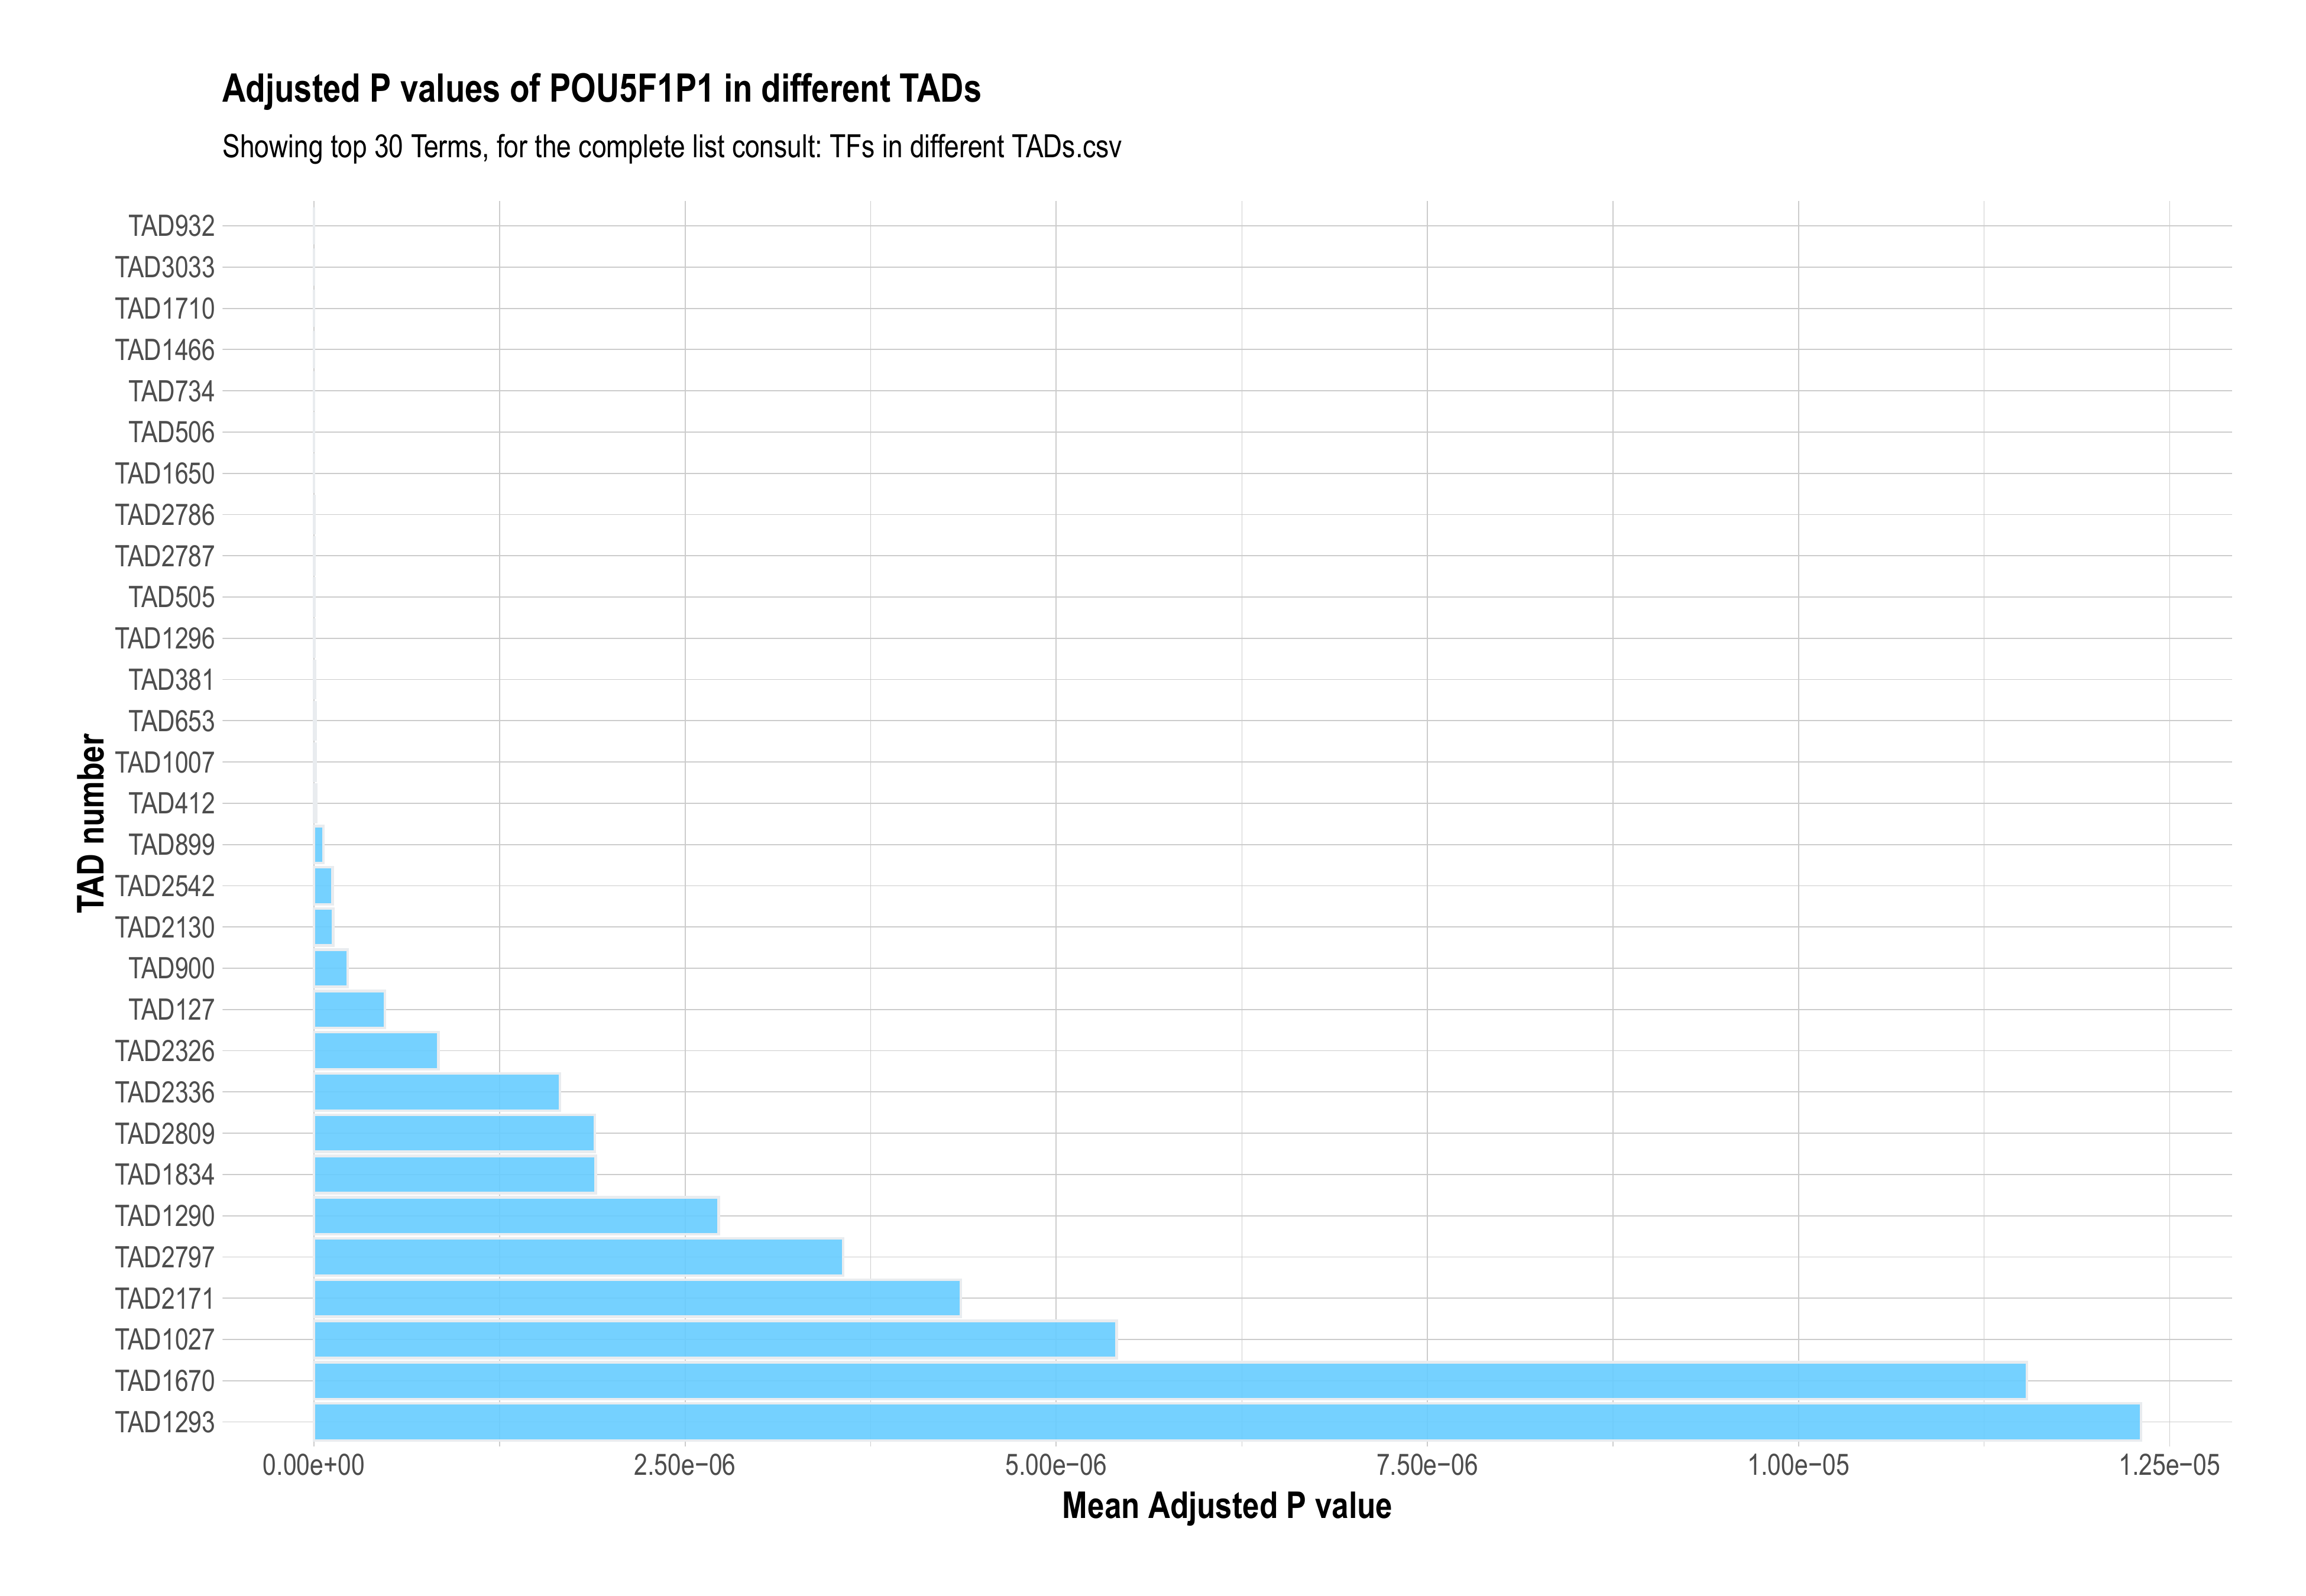 Adjusted P values of POU5F1P1 in different TADs
Showing top 30 Terms, for the complete list consult: TFs in different TADs.csv
TAD number
TAD932
TAD3033
TAD1710
TAD1466
TAD734
TAD506
TAD1650
TAD2786
TAD2787
TAD505
TAD1296
TAD381
TAD653
TAD1007
TAD412
TAD899
TAD2542
TAD2130
TAD900
TAD127
TAD2326
TAD2336
TAD2809
TAD1834
TAD1290
TAD2797
TAD2171
TAD1027
TAD1670
TAD1293
0.00e+00 2.50e−06 5.00e−06 7.50e−06 1.00e−05 1.25e−05
Mean Adjusted P value